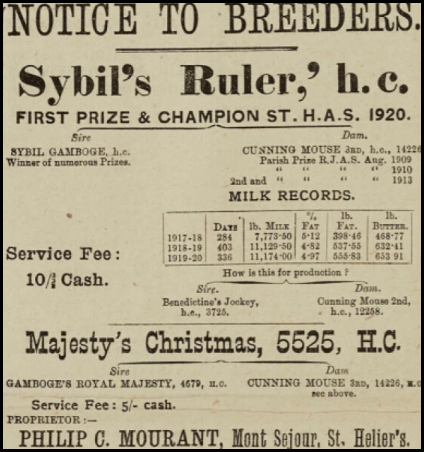 NOTICE TO BREEDERS.
Sybil's Ruler,' h.c.
FIRST PRIZE & CHAMPION ST. H.A.S. 1920.
Sire Dam.
SYBIL GAMBOGE, h.c. CUNNING MOUSE 3RD, h.c., 14226
Winner of numerous Prizes. Parish Prize R.J.A.S. Aug. 1909
" " " " 1910
2nd and " " " " 1913
MILK RECORDS.
DAYS lb. MILK % FAT lb. FAT. lb. BUTTER.
1917-18 284 7,773·50 5·12 398·46 468·77
1918-19 403 11,129·50 4·82 537·55 632·41
1919-20 336 11,174·00 4·97 555·83 653 91
Service Fee:
10/- Cash.
How is this for production?
Sire. Dam.
Benedictine's Jockey, Cunning Mouse 2nd,
h.c., 3725. h.c., 12258.
Majesty's Christmas, 5525, H.C.
Sire Dam
GAMBOGE'S ROYAL MAJESTY, 4679, H.C. CUNNING MOUSE 3RD, 14226, H.C
see above.
Service Fee: 5/- cash.
PROPRIETOR:—
PHILIP C. MOURANT, Mont Sejour, St. Helier's.